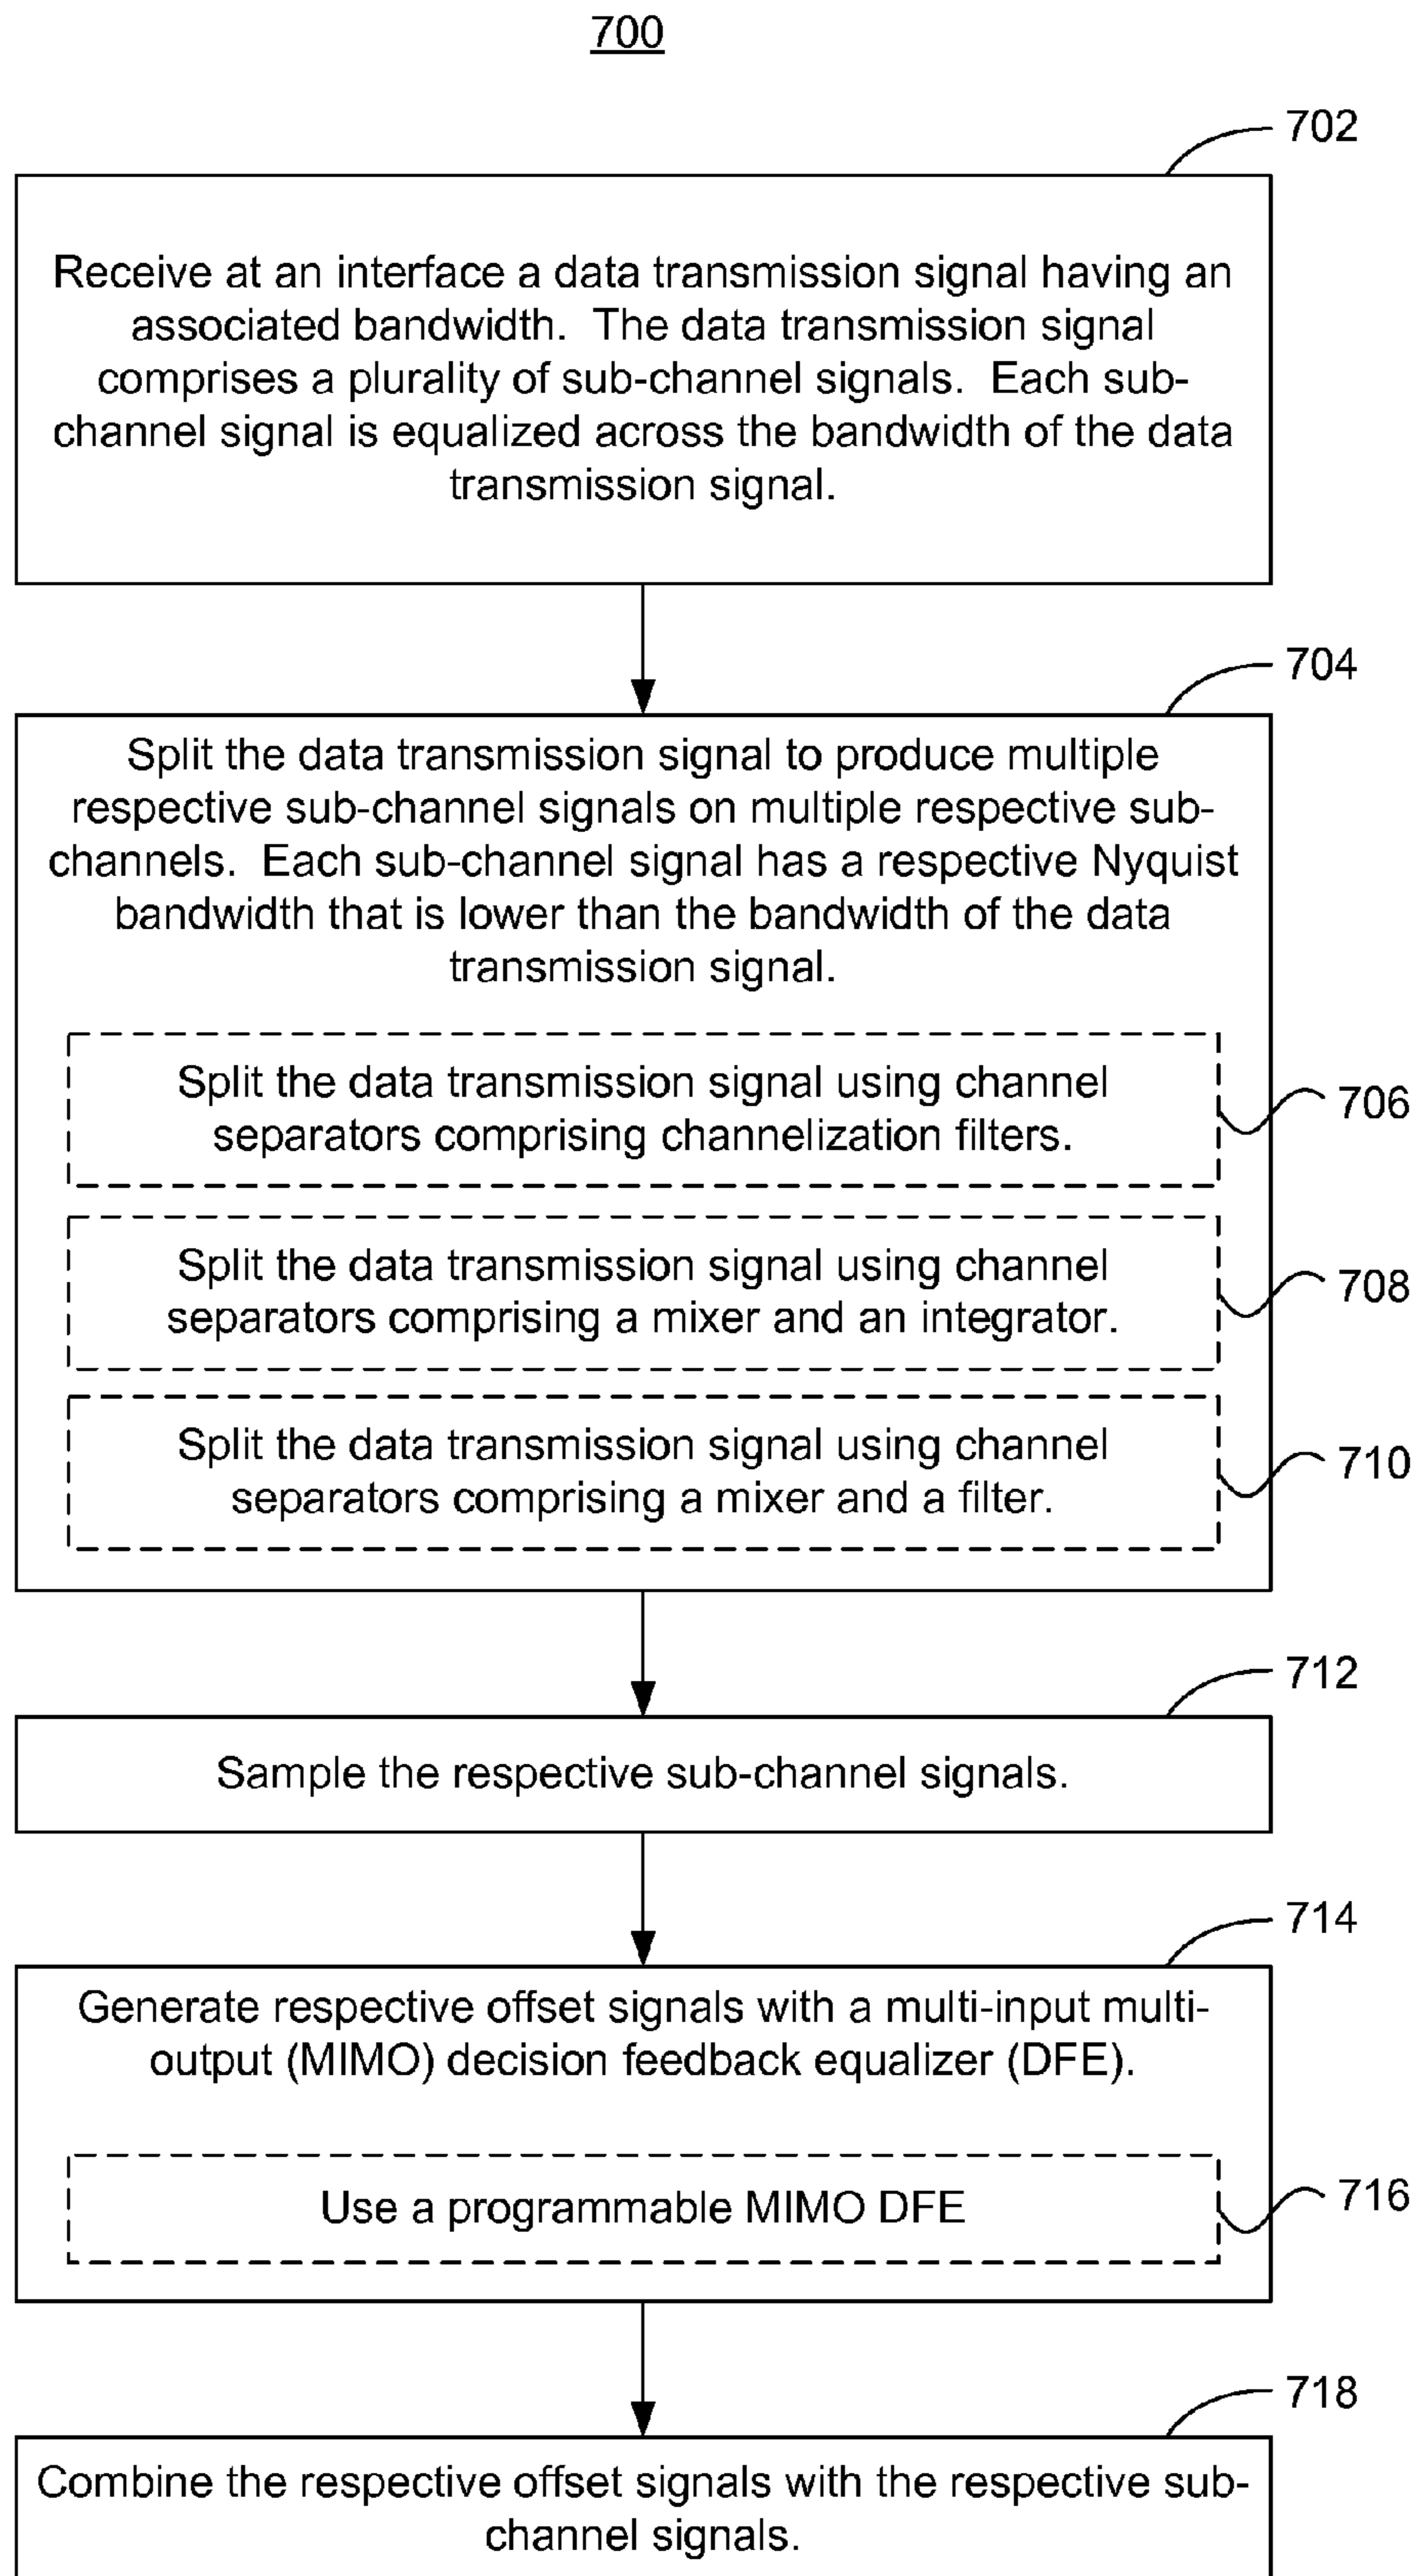 700
702
Receive at an interface a data transmission signal having an
associated bandwidth.  The data transmission signal
comprises a plurality of sub-channel signals.  Each sub-
channel signal is equalized across the bandwidth of the data
transmission signal.
704
Split the data transmission signal to produce multiple
respective sub-channel signals on multiple respective sub-
channels.  Each sub-channel signal has a respective Nyquist
bandwidth that is lower than the bandwidth of the data
transmission signal.
Split the data transmission signal using channel
separators comprising channelization filters.
706
Split the data transmission signal using channel
separators comprising a mixer and an integrator.
708
Split the data transmission signal using channel
separators comprising a mixer and a filter.
710
712
Sample the respective sub-channel signals.
714
Generate respective offset signals with a multi-input multi-
output (MIMO) decision feedback equalizer (DFE).
Use a programmable MIMO DFE
716
718
Combine the respective offset signals with the respective sub-
channel signals.